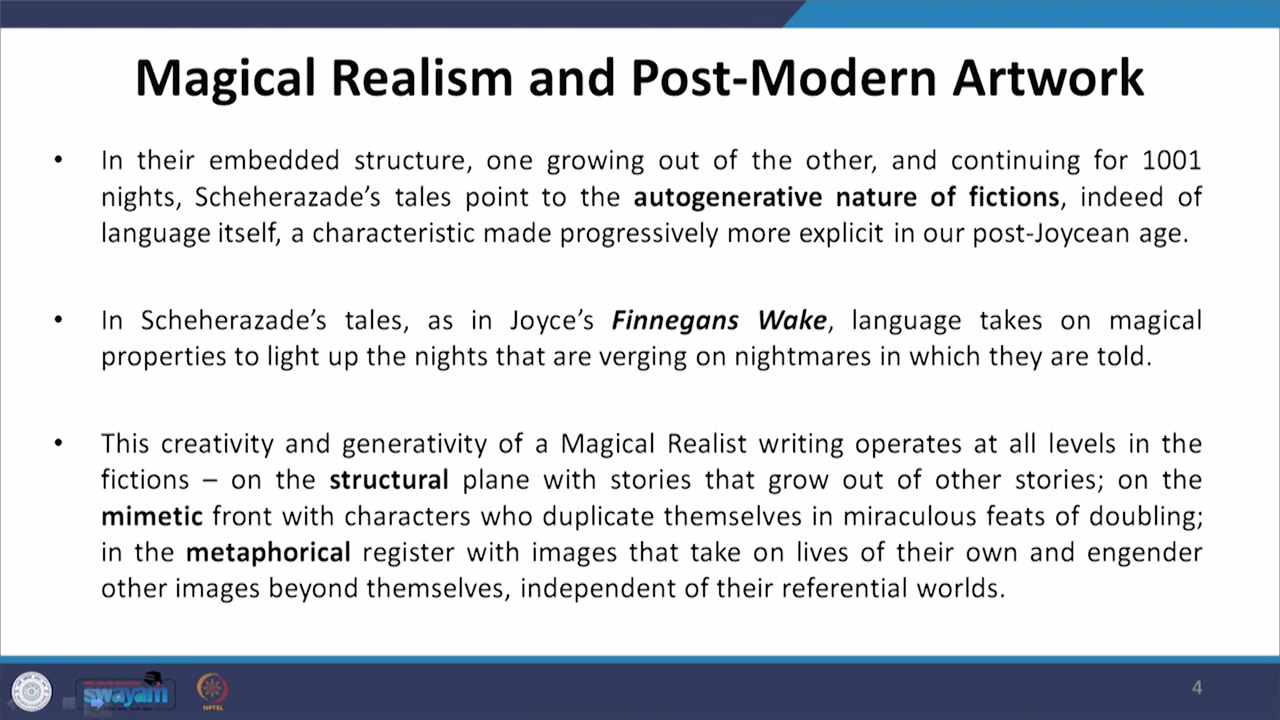 Magical Realism and Post-Modern Artwork
• In their embedded structure, one growing out of the other, and continuing for 1001
nights, Scheherazade’s tales point to the autogenerative nature of fictions, indeed of
language itself, a characteristic made progressively more explicit in our post-Joycean age.
• In Scheherazade’s tales, as in Joyce’s Finnegans Wake, language takes on magical
properties to light up the nights that are verging on nightmares in which they are told.
• This creativity and generativity of a Magical Realist writing operates at all levels in the
fictions – on the structural plane with stories that grow out of other stories; on the
mimetic front with characters who duplicate themselves in miraculous feats of doubling;
in the metaphorical register with images that take on lives of their own and engender
other images beyond themselves, independent of their referential worlds.
swayam
NPTEL
4